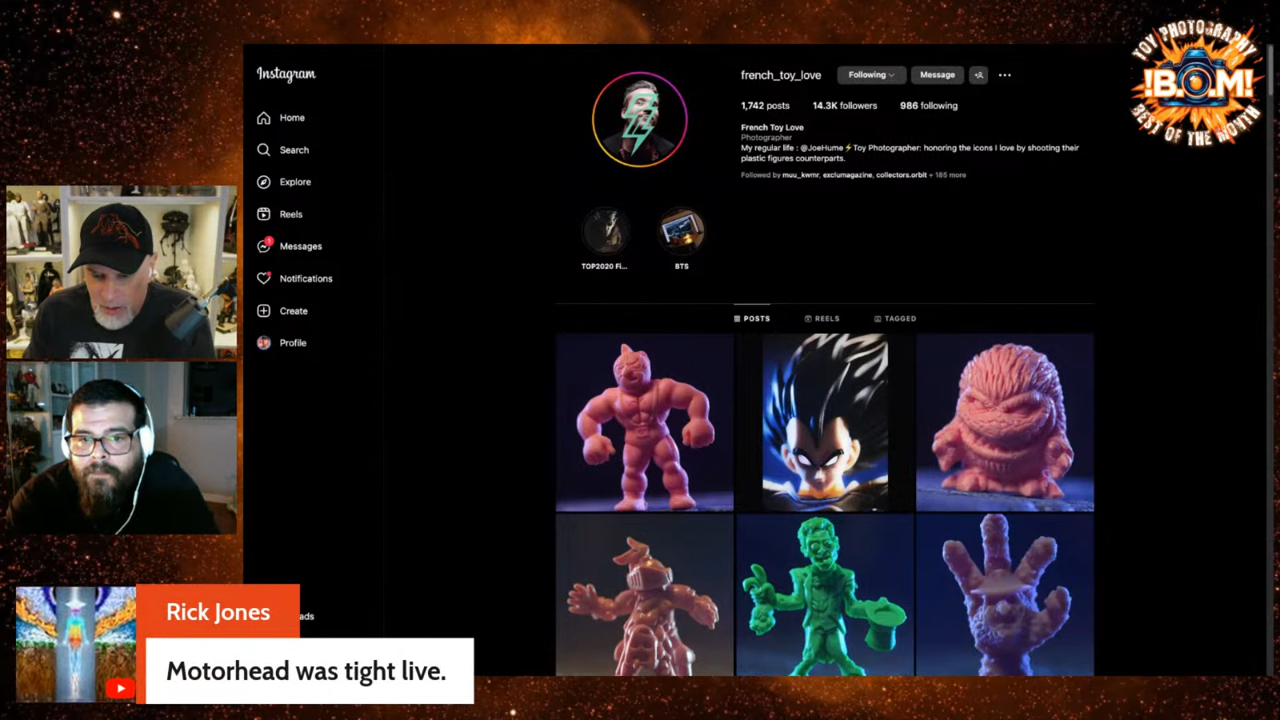 Instagram
Home
Search
Explore
Reels
Messages
1
Notifications
Create
Profile
ads
french_toy_love
Following
Message
1,742 posts
14.3K followers
986 following
French Toy Love
Photographer
My regular life : @JoeHume⚡Toy Photographer: honoring the icons I love by shooting their
plastic figures counterparts.
Followed by muu_kwmr, exclumagazine, collectors.orbit + 185 more
TOP2020 Fi...
BTS
POSTS
REELS
TAGGED
TOY PHOTOGRAPHY
!B.O.M!
BEST OF THE MONTH
Rick Jones
Motorhead was tight live.